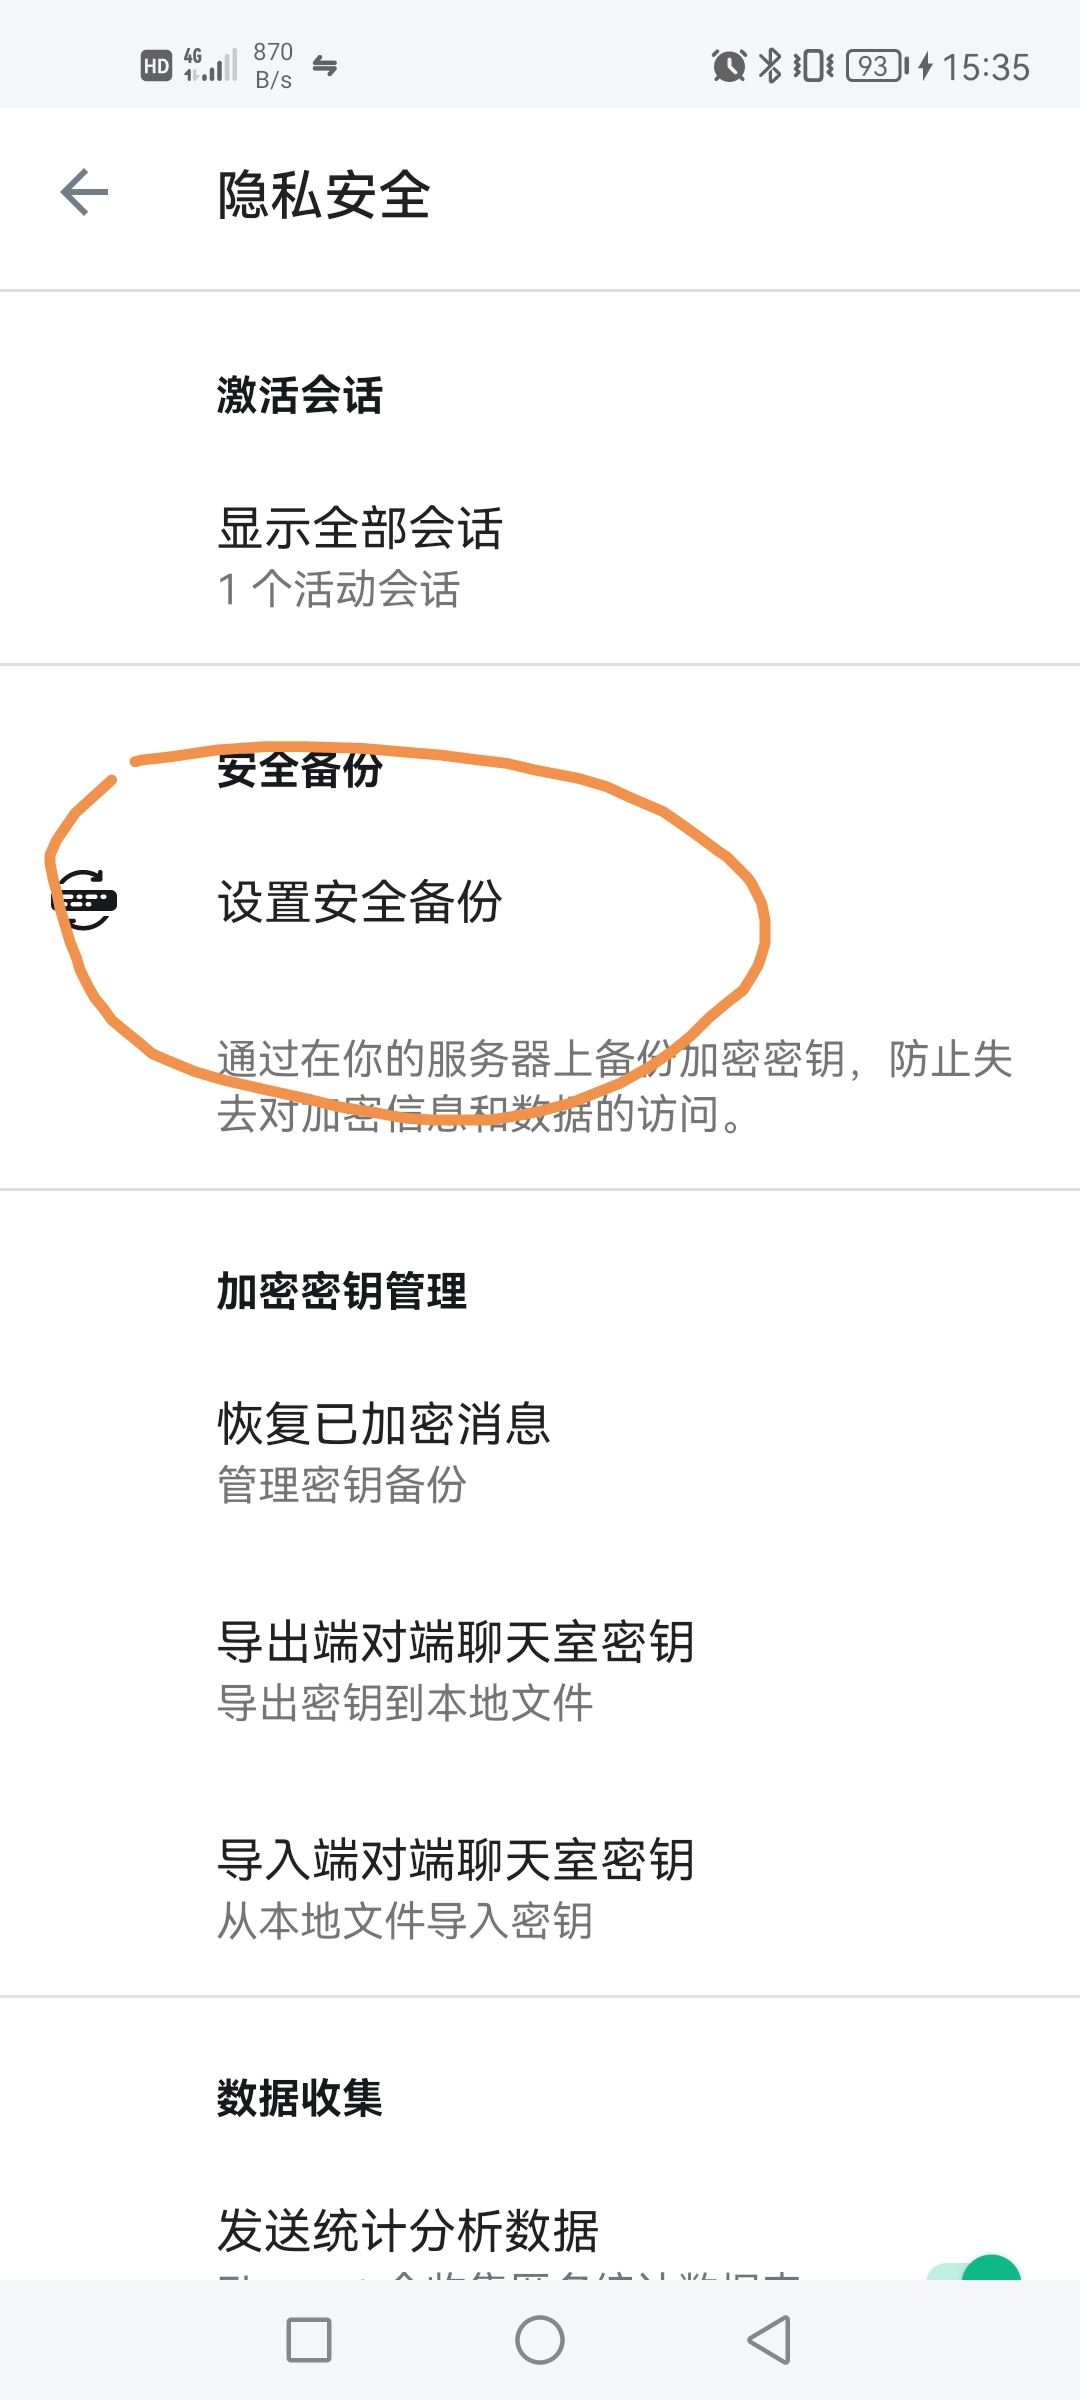 HD 4G 870 B/s 93 15:35
隐私安全
激活会话
显示全部会话
1 个活动会话
安全备份
设置安全备份
通过在你的服务器上备份加密密钥，防止失
去对加密信息和数据的访问。
加密密钥管理
恢复已加密消息
管理密钥备份
导出端对端聊天室密钥
导出密钥到本地文件
导入端对端聊天室密钥
从本地文件导入密钥
数据收集
发送统计分析数据